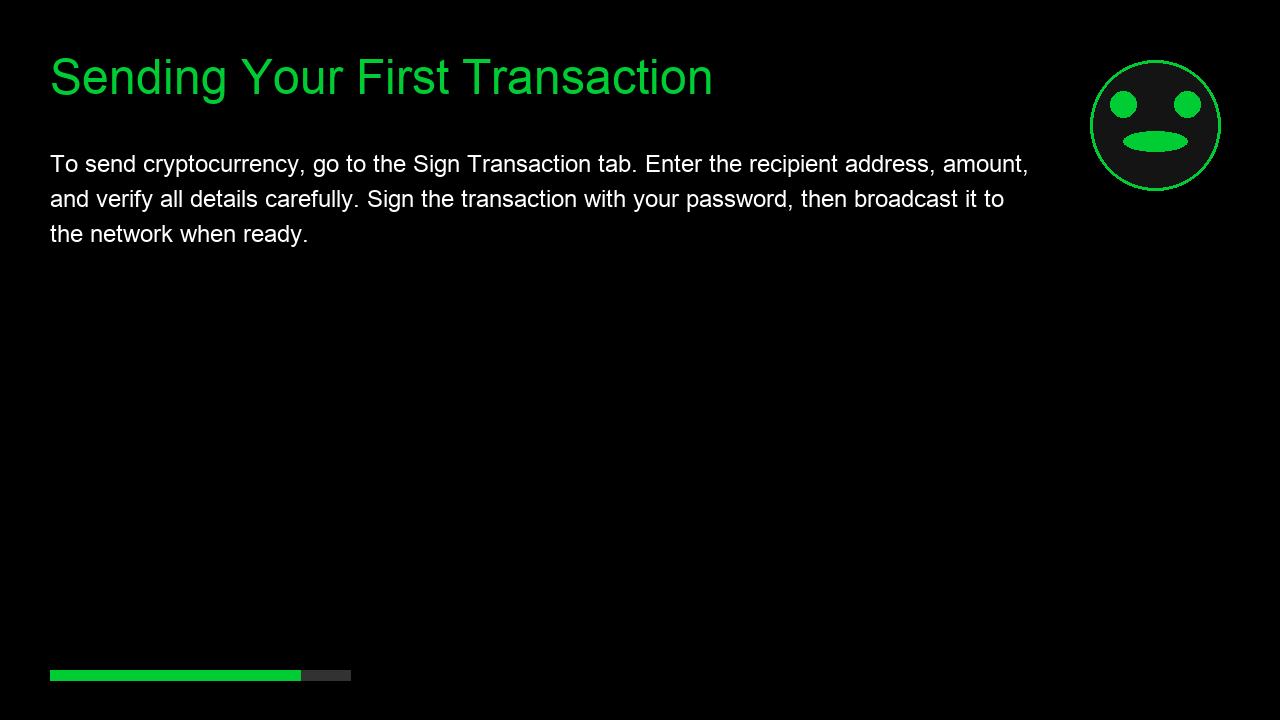 Sending Your First Transaction
To send cryptocurrency, go to the Sign Transaction tab. Enter the recipient address, amount,
and verify all details carefully. Sign the transaction with your password, then broadcast it to
the network when ready.